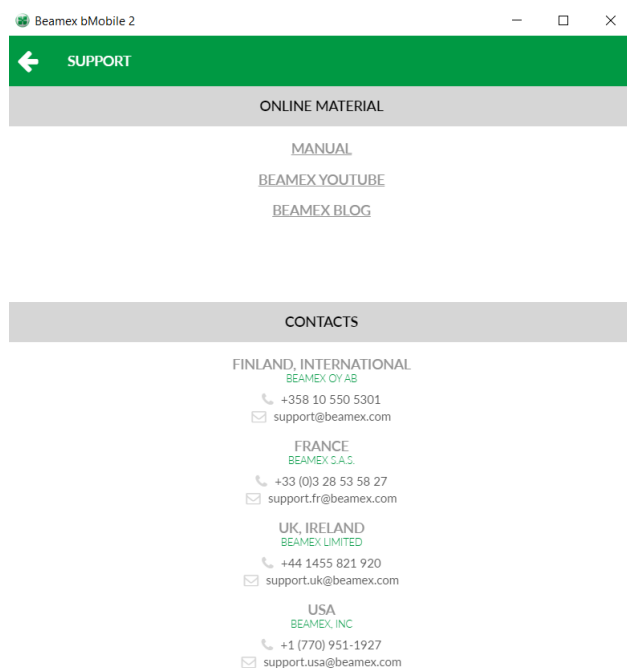 Beamex bMobile 2
SUPPORT
ONLINE MATERIAL
MANUAL
BEAMEX YOUTUBE
BEAMEX BLOG
CONTACTS
FINLAND, INTERNATIONAL
BEAMEX OY AB
+358 10 550 5301
support@beamex.com
FRANCE
BEAMEX S.A.S.
+33 (0)3 28 53 58 27
support.fr@beamex.com
UK, IRELAND
BEAMEX LIMITED
+44 1455 821 920
support.uk@beamex.com
USA
BEAMEX, INC
+1 (770) 951-1927
support.usa@beamex.com